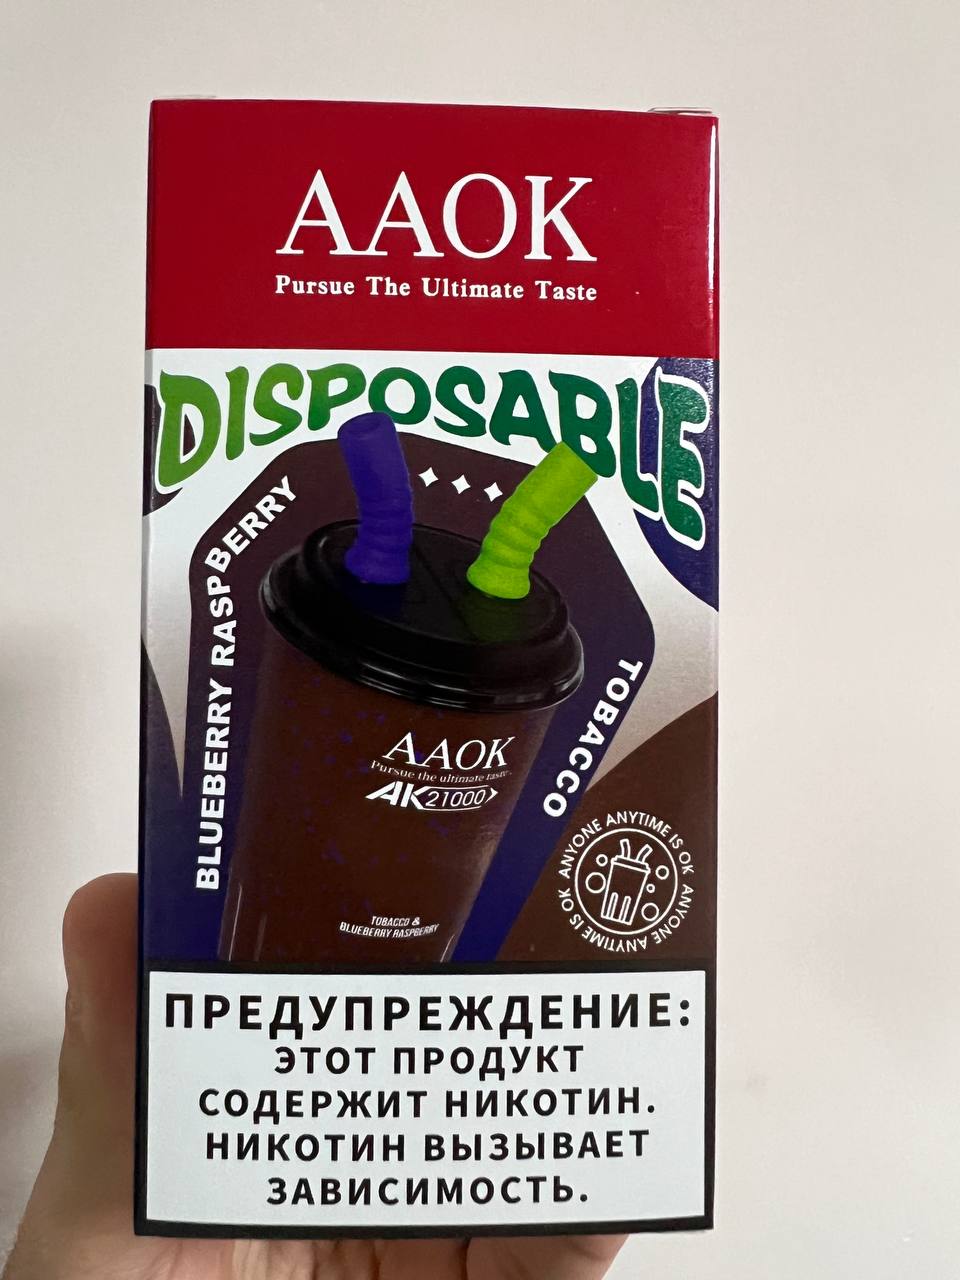 AAOK
Pursue The Ultimate Taste
DISPOSABLE
BLUEBERRY RASPBERRY
TOBACCO
AAOK
Pursue the ultimate taste
AK21000
TOBACCO &
BLUEBERRY RASPBERRY
ANYONE ANYTIME IS OK ANYONE ANYTIME IS OK
ПРЕДУПРЕЖДЕНИЕ:
ЭТОТ ПРОДУКТ
СОДЕРЖИТ НИКОТИН.
НИКОТИН ВЫЗЫВАЕТ
ЗАВИСИМОСТЬ.